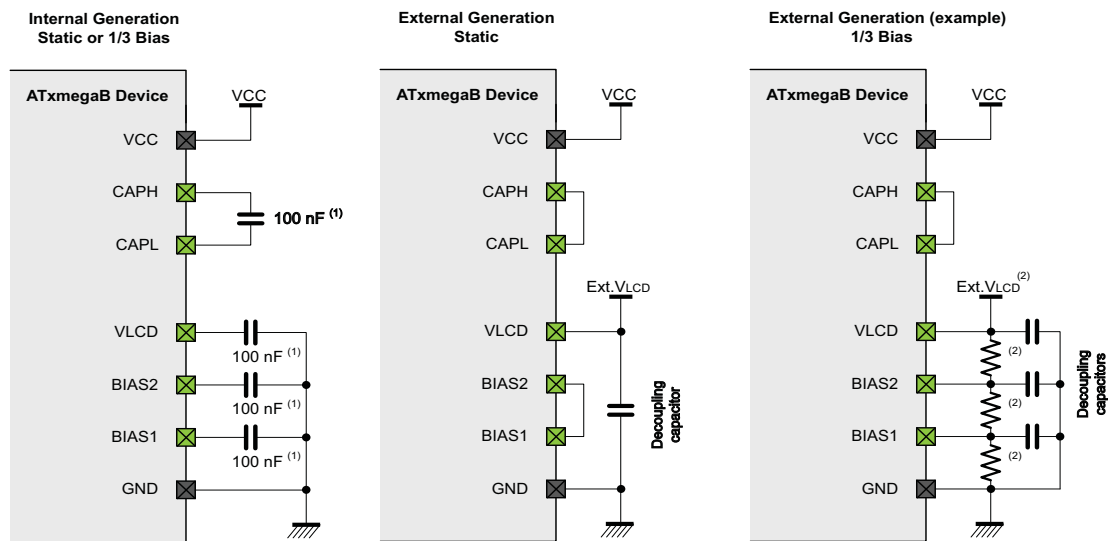 Internal Generation
Static or 1/3 Bias
ATxmegaB Device
VCC
VCC
CAPH
100 nF (1)
CAPL
VLCD
100 nF (1)
BIAS2
100 nF (1)
BIAS1
100 nF (1)
GND
External Generation
Static
ATxmegaB Device
VCC
VCC
CAPH
CAPL
Ext.VLCD
VLCD
BIAS2
BIAS1
Decoupling
capacitor
GND
External Generation (example)
1/3 Bias
ATxmegaB Device
VCC
VCC
CAPH
CAPL
Ext.VLCD (2)
VLCD
(2)
BIAS2
(2)
BIAS1
(2)
Decoupling
capacitors
GND